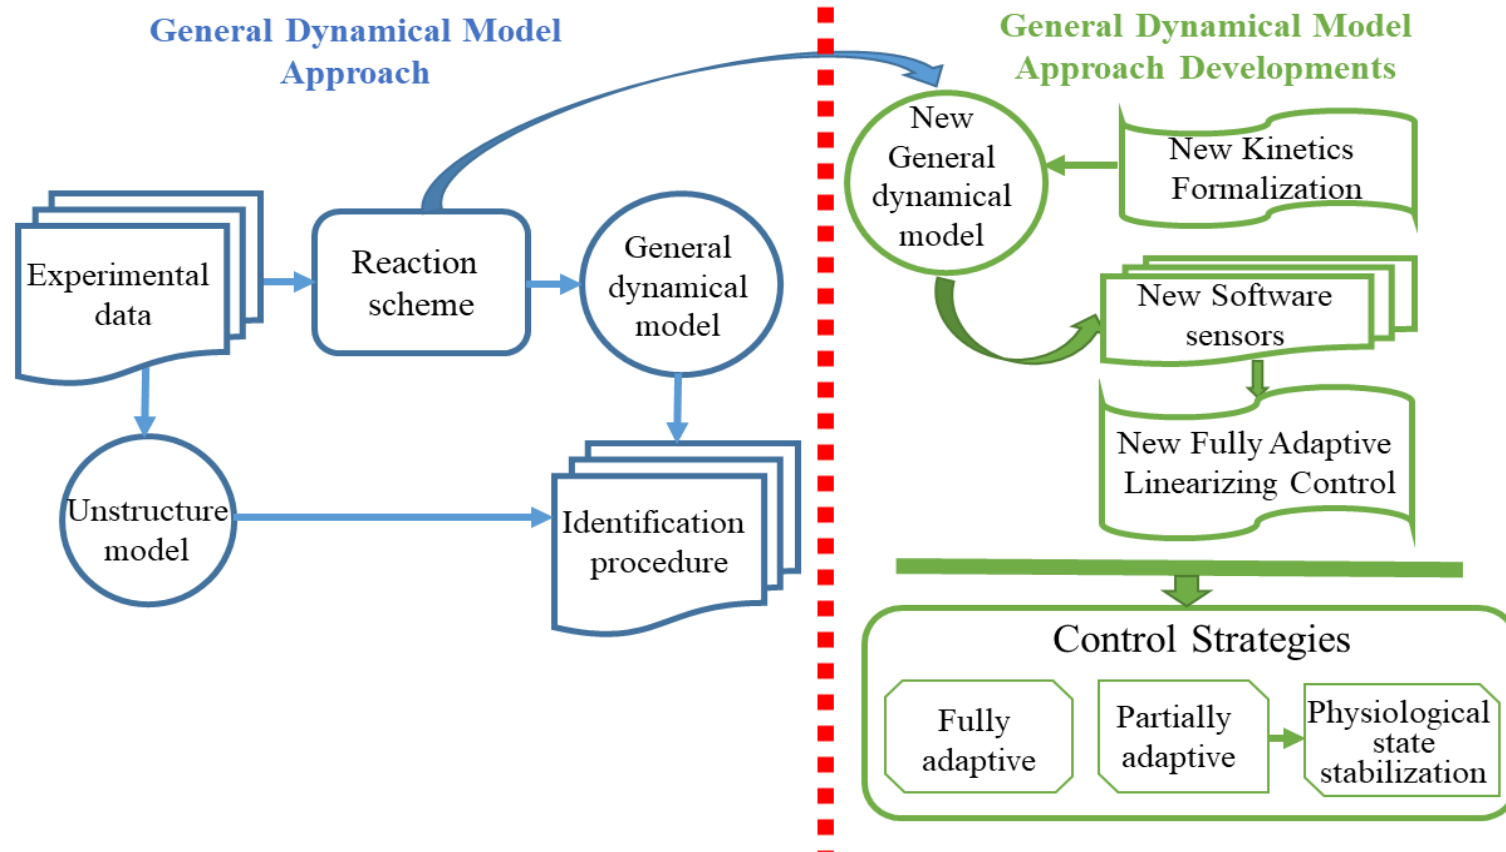 General Dynamical Model
Approach
Experimental
data
Reaction
scheme
General
dynamical
model
Unstructure
model
Identification
procedure
General Dynamical Model
Approach Developments
New
General
dynamical
model
New Kinetics
Formalization
New Software
sensors
New Fully Adaptive
Linearizing Control
Control Strategies
Fully
adaptive
Partially
adaptive
Physiological
state
stabilization